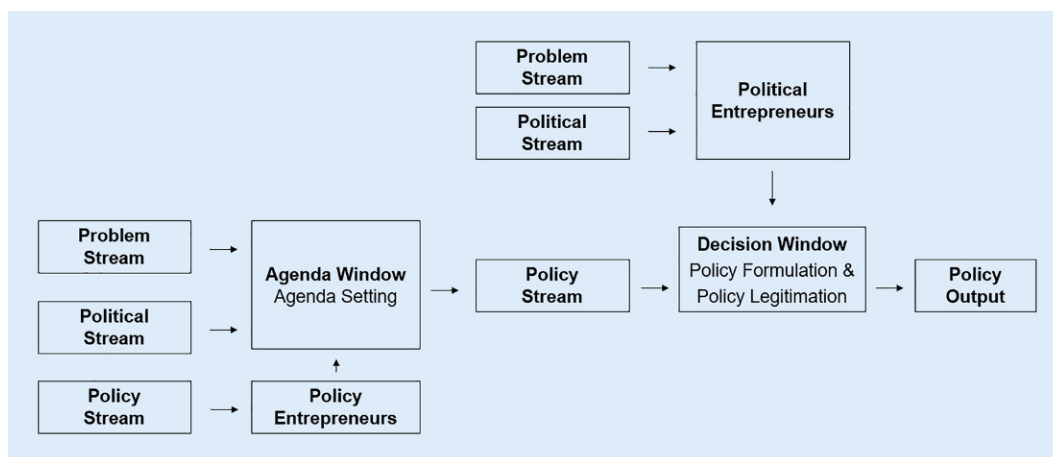 Problem
Stream
Political
Stream
Political
Entrepreneurs
Problem
Stream
Political
Stream
Policy
Stream
Agenda Window
Agenda Setting
Policy
Entrepreneurs
Policy
Stream
Decision Window
Policy Formulation &
Policy Legitimation
Policy
Output